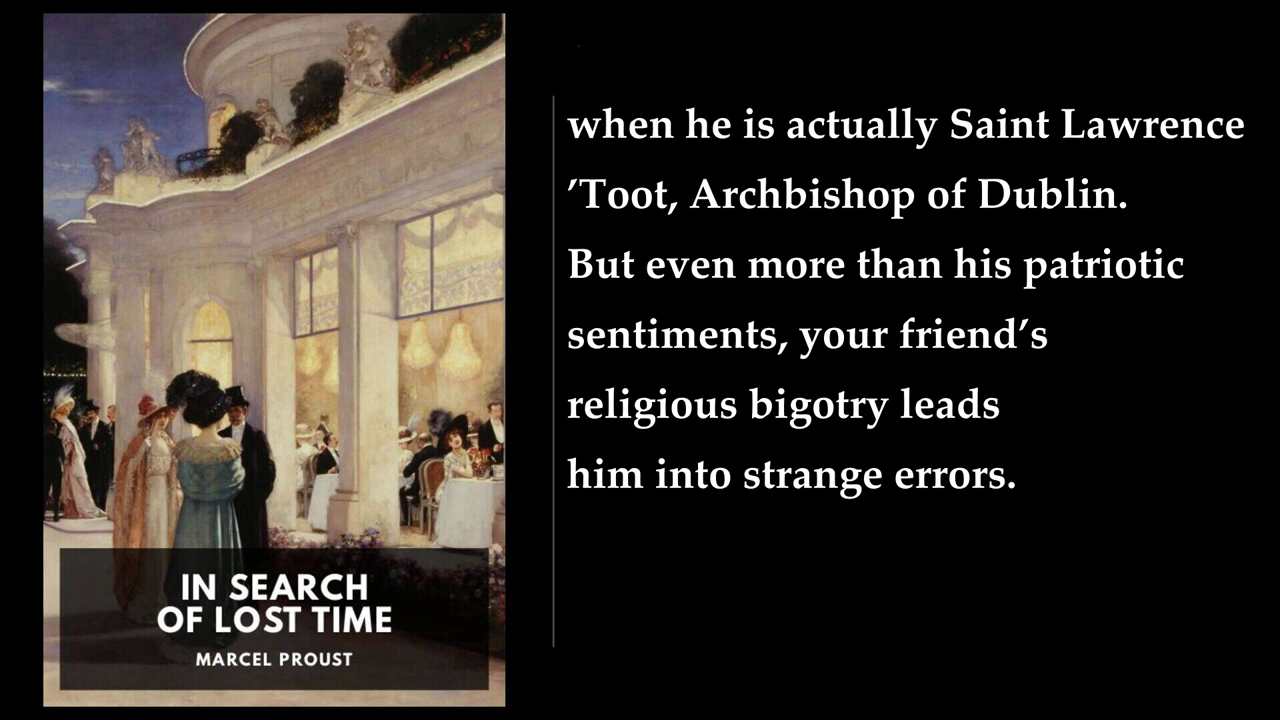 when he is actually Saint Lawrence
’Toot, Archbishop of Dublin.
But even more than his patriotic
sentiments, your friend’s
religious bigotry leads
him into strange errors.
IN SEARCH
OF LOST TIME
MARCEL PROUST